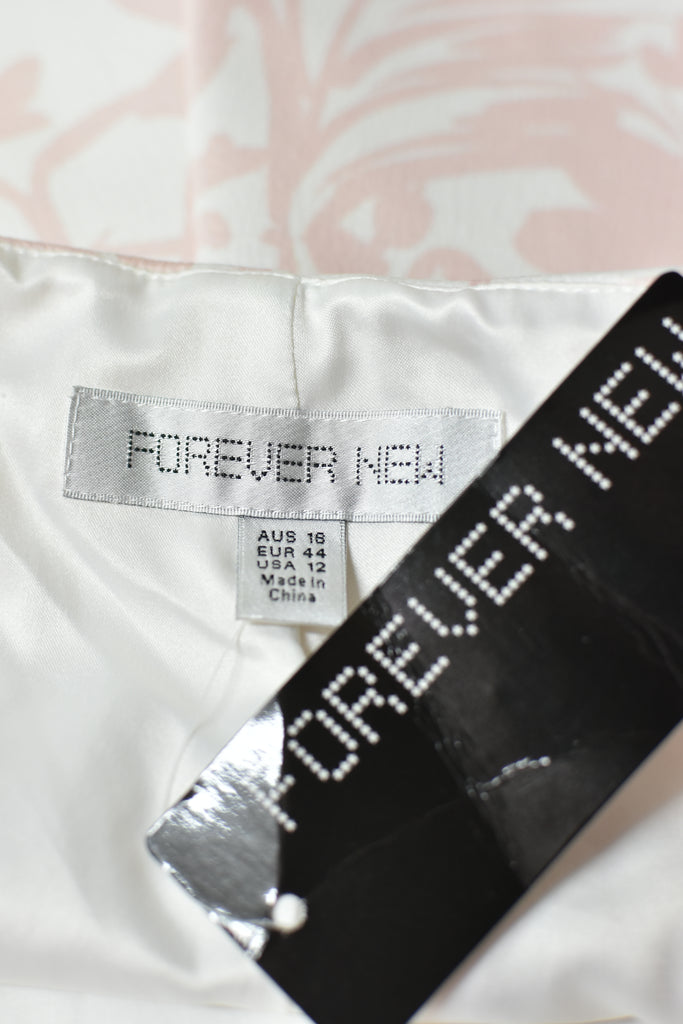 FOREVER NEW
AUS 16
EUR 44
USA 12
Made in
China
FOREVER NEW